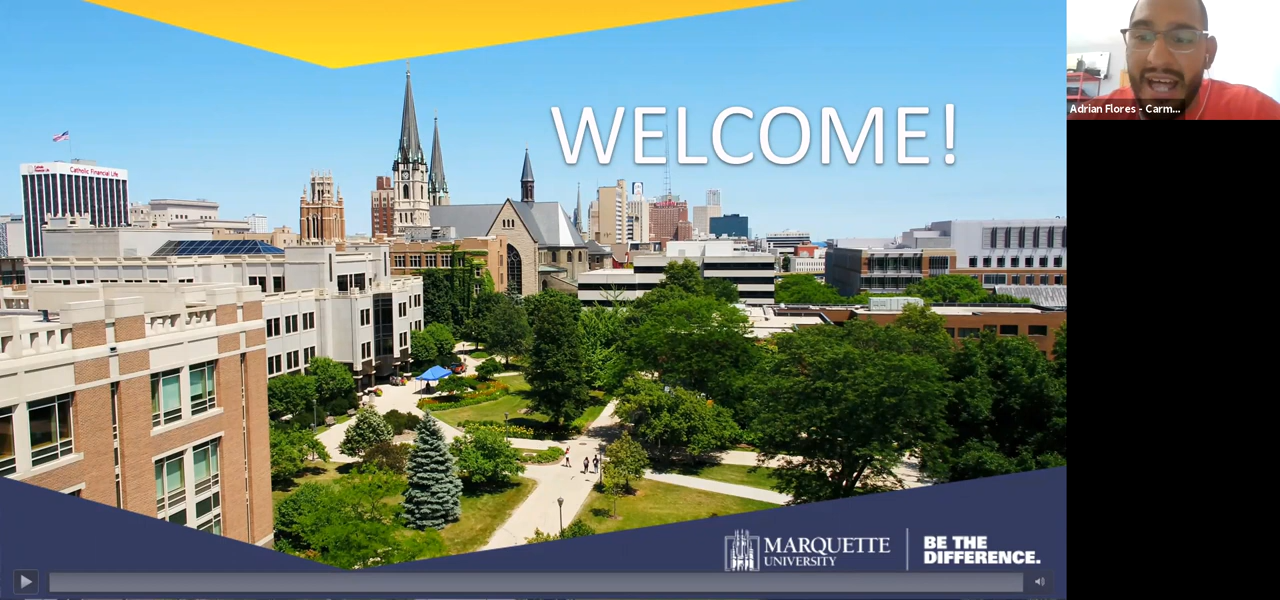 WELCOME!
Adrian Flores - Carm...
Catholic Financial Life
MARQUETTE
UNIVERSITY
BE THE
DIFFERENCE.